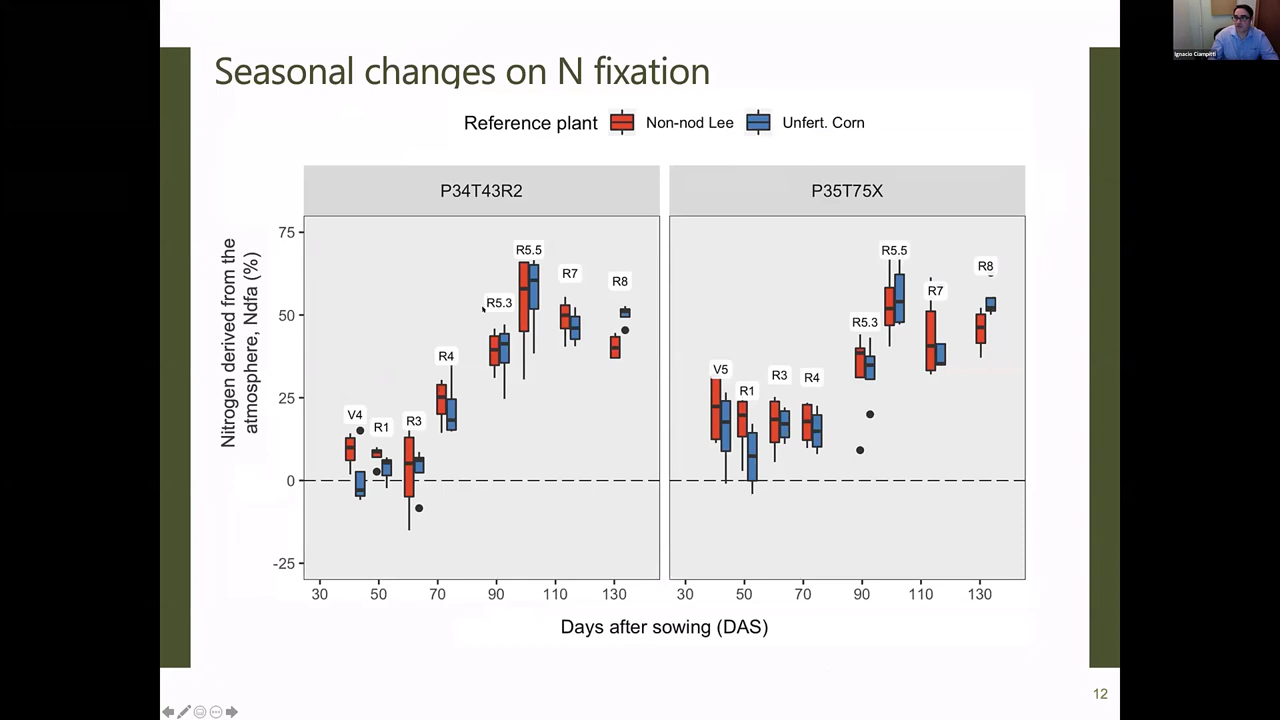 Ignacio Ciampitti
Seasonal changes on N fixation
Reference plant Non-nod Lee Unfert. Corn
P34T43R2 P35T75X
Nitrogen derived from the
atmosphere, Ndfa (%)
75
50
25
0
-25
V4 R1 R3 R4 R5.3 R5.5 R7 R8
V5 R1 R3 R4 R5.3 R5.5 R7 R8
30 50 70 90 110 130 30 50 70 90 110 130
Days after sowing (DAS)
12